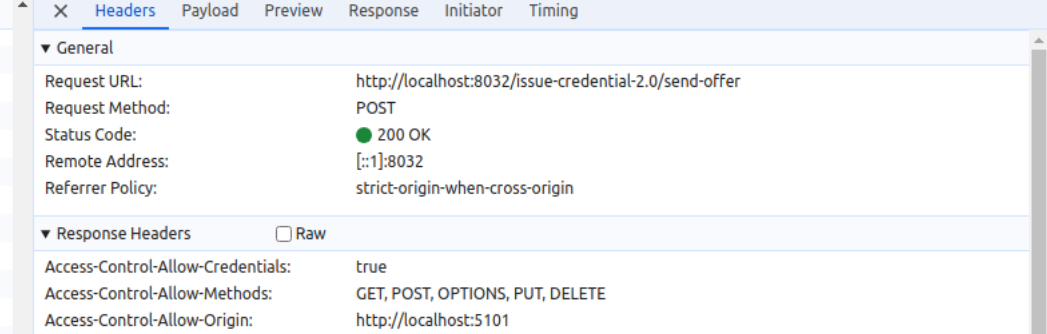 Headers Payload Preview Response Initiator Timing
General
Request URL: http://localhost:8032/issue-credential-2.0/send-offer
Request Method: POST
Status Code: 200 OK
Remote Address: [::1]:8032
Referrer Policy: strict-origin-when-cross-origin
Response Headers Raw
Access-Control-Allow-Credentials: true
Access-Control-Allow-Methods: GET, POST, OPTIONS, PUT, DELETE
Access-Control-Allow-Origin: http://localhost:5101